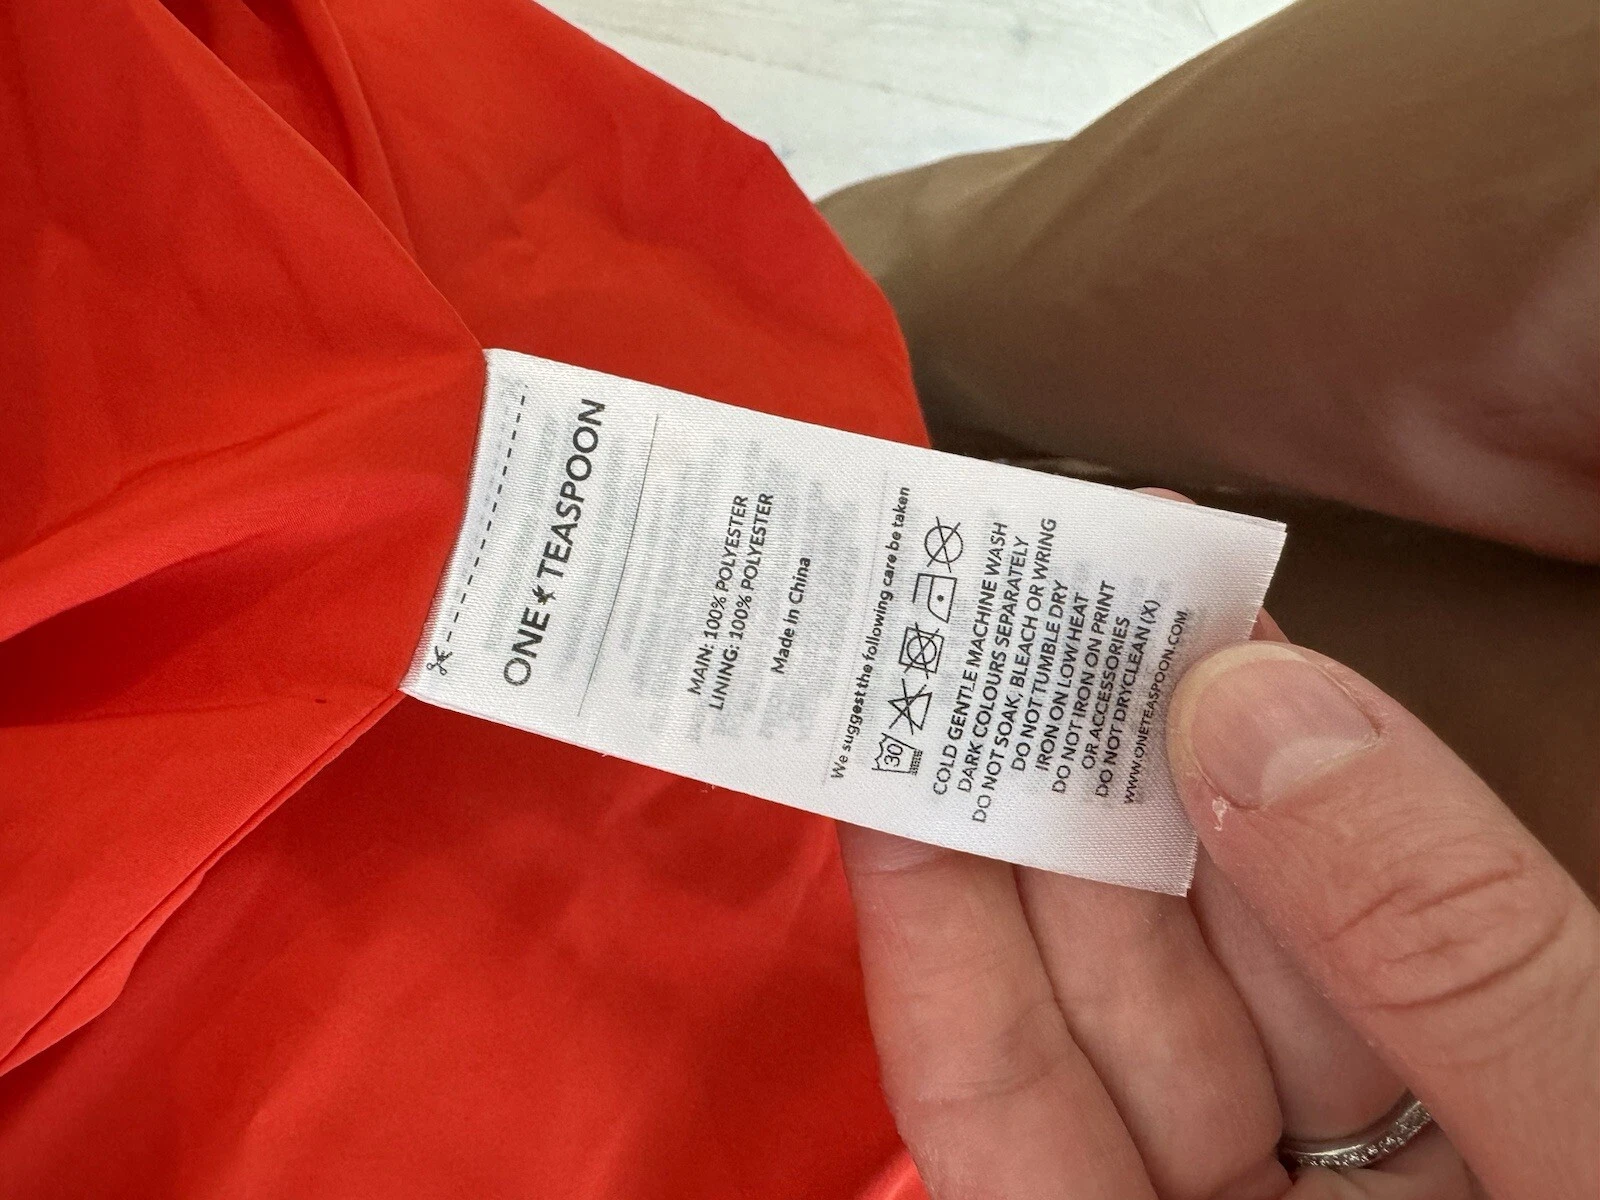 ONE TEASPOON
MAIN: 100% POLYESTER
LINING: 100% POLYESTER
Made in China
We suggest the following care be taken
30
COLD GENTLE MACHINE WASH
DARK COLOURS SEPARATELY
DO NOT SOAK, BLEACH OR WRING
DO NOT TUMBLE DRY
IRON ON LOW HEAT
DO NOT IRON ON PRINT
OR ACCESSORIES
DO NOT DRYCLEAN (X)
WWW.ONETEASPOON.COM